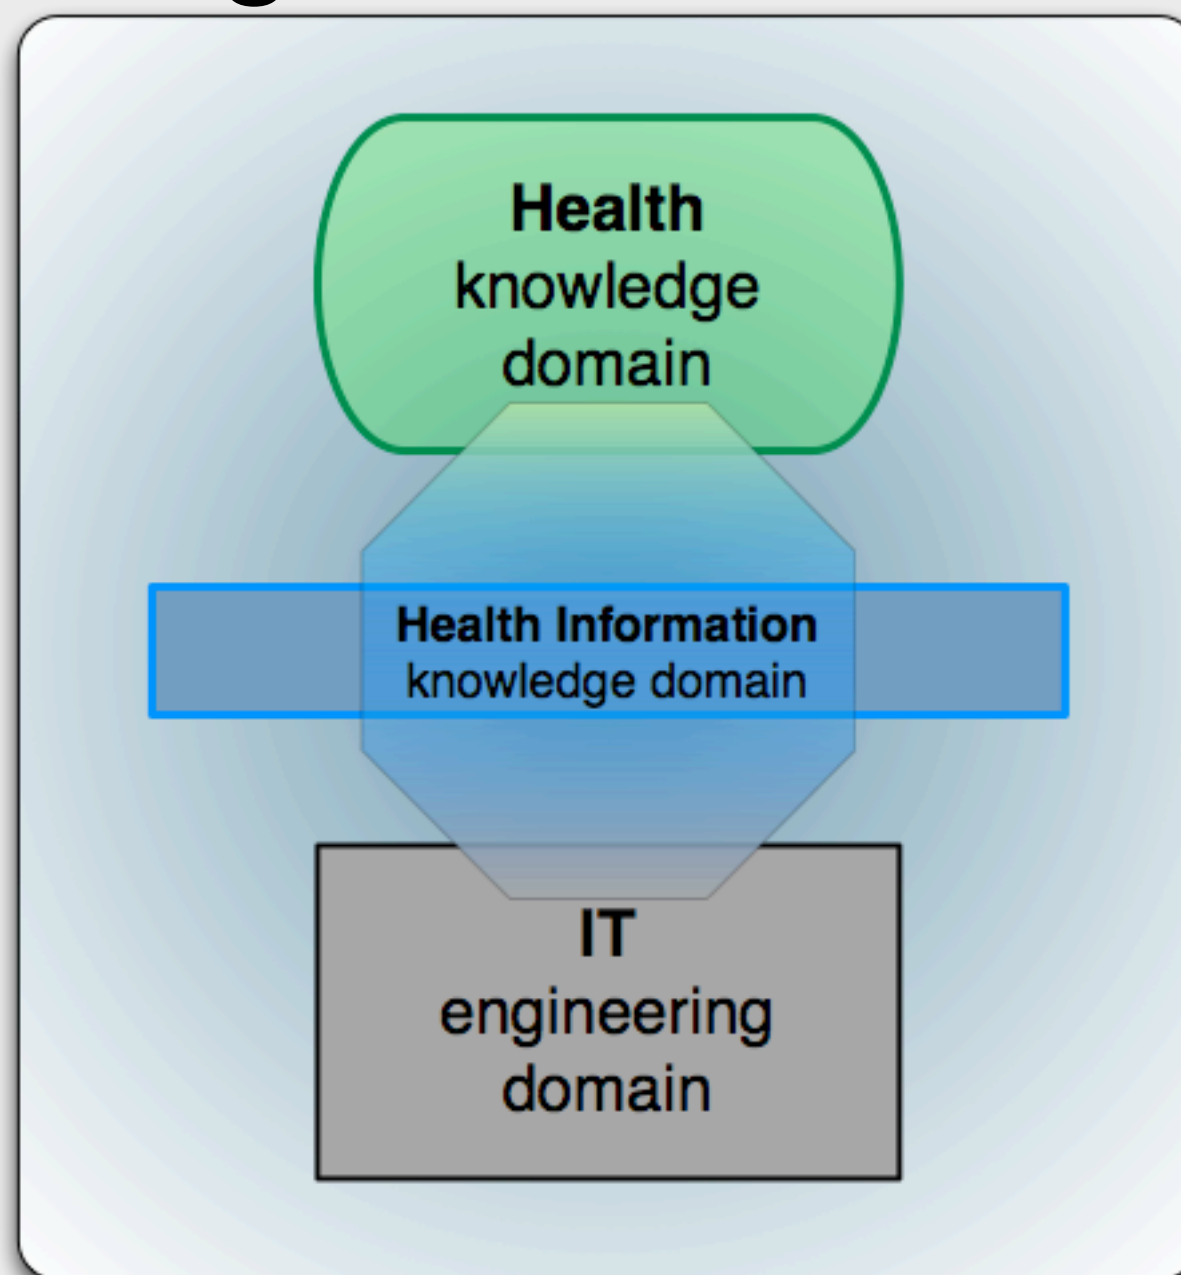 Health
knowledge
domain
Health Information
knowledge domain
IT
engineering
domain